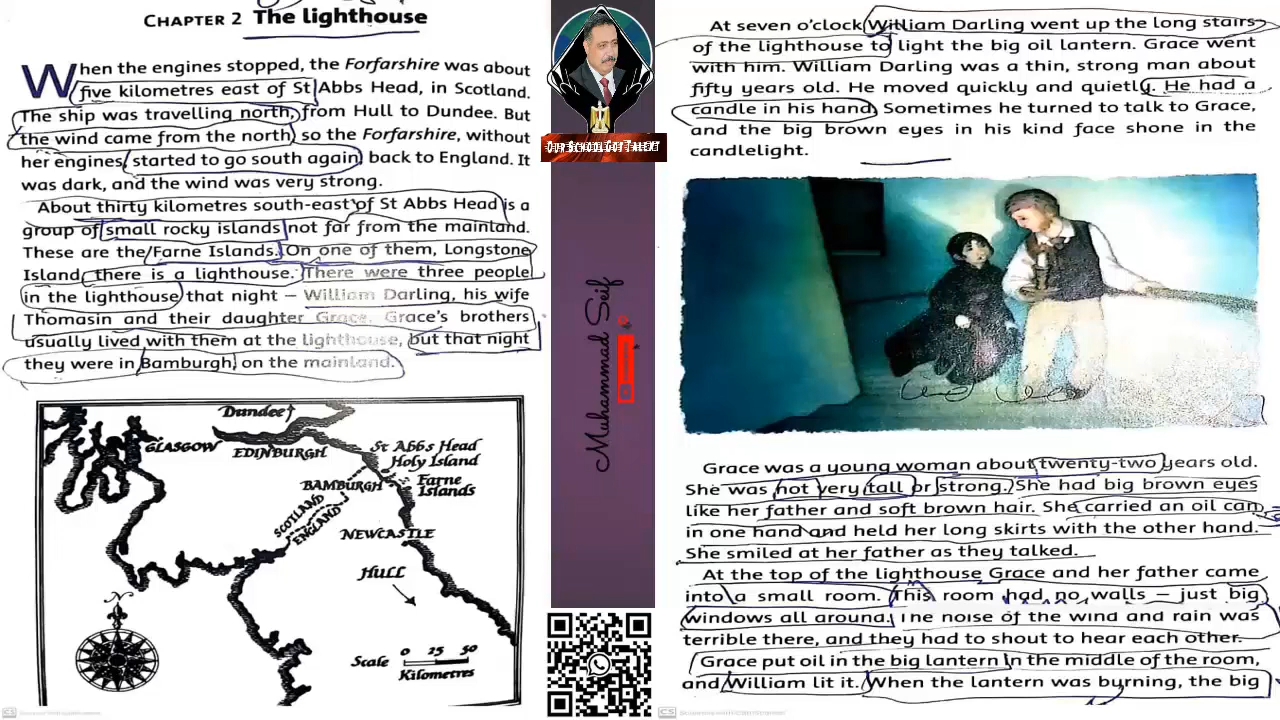 CHAPTER 2 The lighthouse
When the engines stopped, the Forfarshire was about
five kilometres east of St Abbs Head, in Scotland.
The ship was travelling north, from Hull to Dundee. But
the wind came from the north, so the Forfarshire, without
her engines, started to go south again, back to England. It
was dark, and the wind was very strong.
About thirty kilometres south-east of St Abbs Head is a
group of small rocky islands not far from the mainland.
These are the Farne Islands. On one of them, Longstone
Island, there is a lighthouse. There were three people
in the lighthouse that night – William Darling, his wife
Thomasin and their daughter Grace. Grace's brothers
usually lived with them at the lighthouse, but that night
they were in Bamburgh, on the mainland.
Dundee
GLASGOW
EDINBURGH
St Abbs Head
Holy Island
BAMBURGH
Farne
Islands
SCOTLAND
ENGLAND
NEWCASTLE
HULL
N
Scale 0 25 50
Kilometres
Muhammad Seif
At seven o'clock William Darling went up the long stairs
of the lighthouse to light the big oil lantern. Grace went
with him. William Darling was a thin, strong man about
fifty years old. He moved quickly and quietly. He had a
candle in his hand. Sometimes he turned to talk to Grace,
and the big brown eyes in his kind face shone in the
candlelight.
Grace was a young woman about twenty-two years old.
She was not very tall or strong. She had big brown eyes
like her father and soft brown hair. She carried an oil can
in one hand and held her long skirts with the other hand.
She smiled at her father as they talked.
At the top of the lighthouse Grace and her father came
into a small room. This room had no walls – just big
windows all around. The noise of the wind and rain was
terrible there, and they had to shout to hear each other.
Grace put oil in the big lantern in the middle of the room,
and William lit it. When the lantern was burning, the big
CS
CS